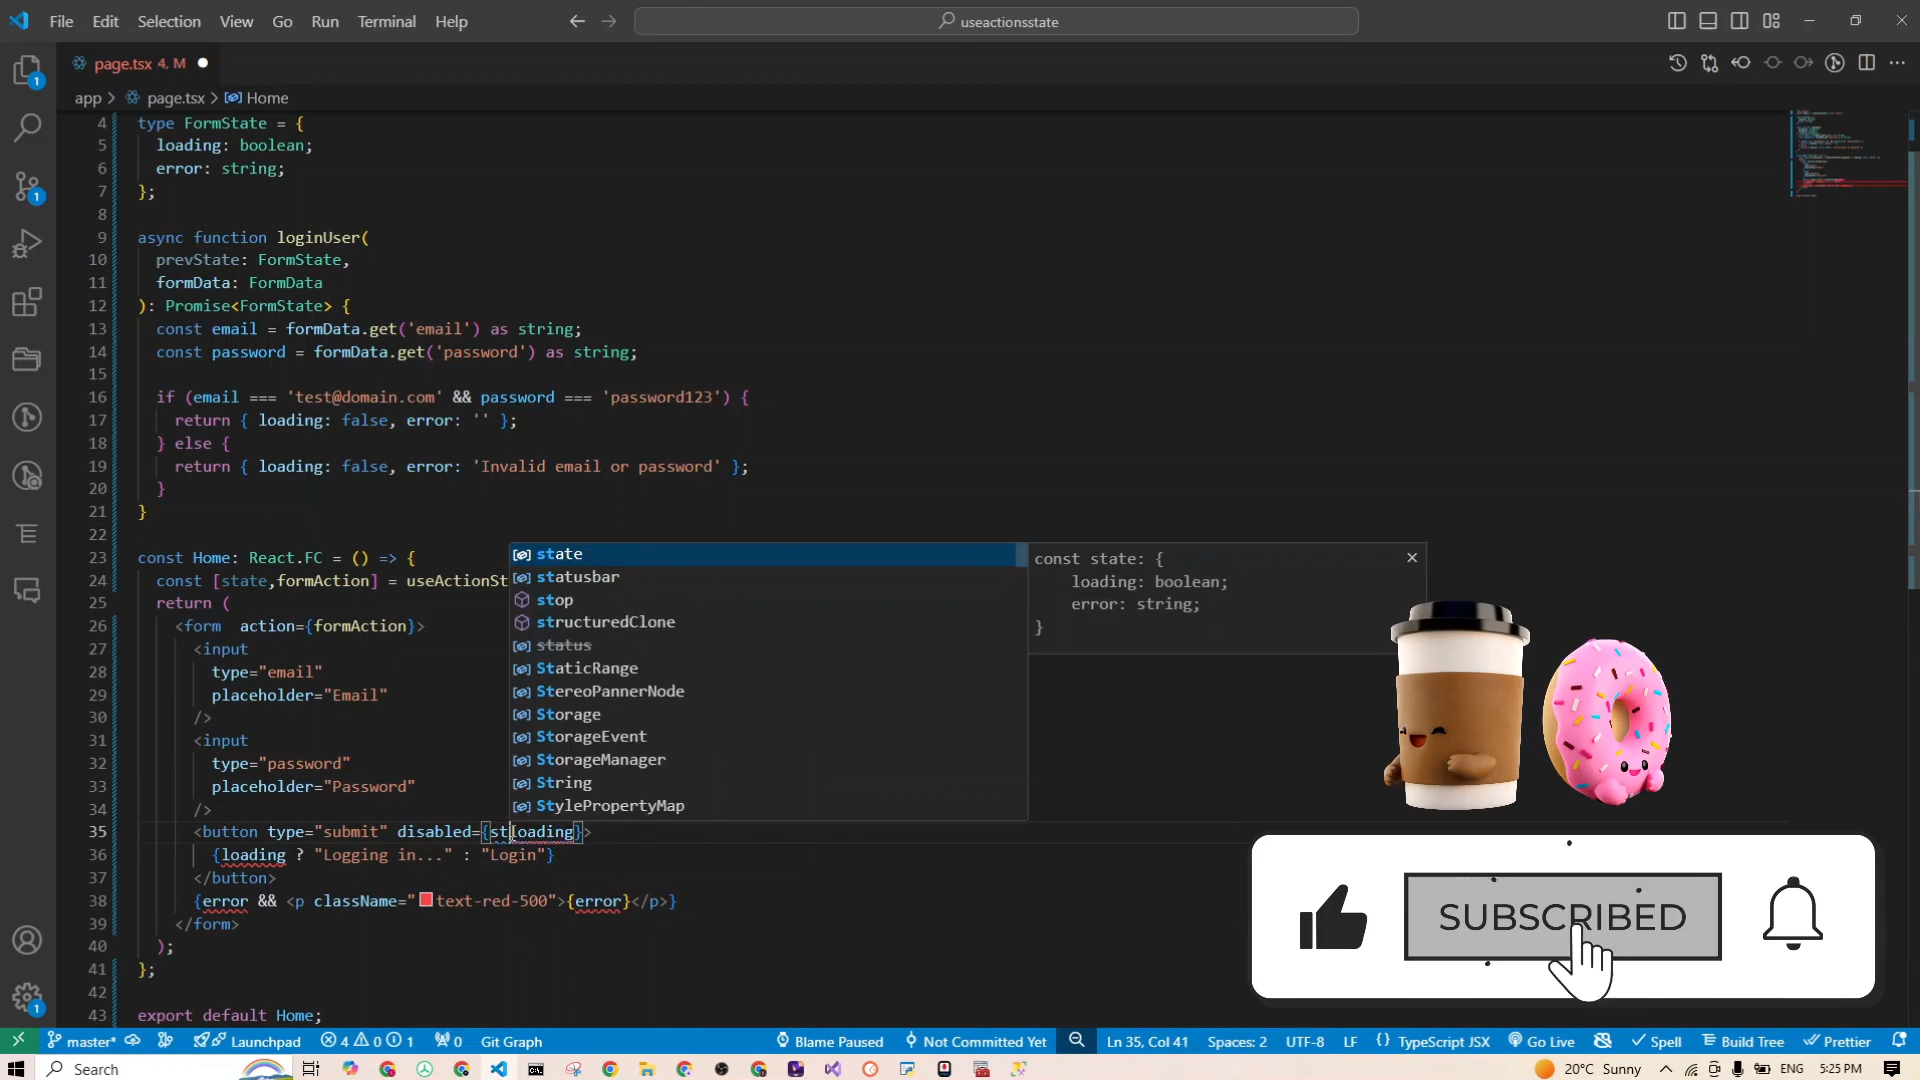 File Edit Selection View Go Run Terminal Help useactionsstate
page.tsx 4, M
app > page.tsx > Home
4 type FormState = {
5 loading: boolean;
6 error: string;
7 };
8
9 async function loginUser(
10 prevState: FormState,
11 formData: FormData
12 ): Promise<FormState> {
13 const email = formData.get('email') as string;
14 const password = formData.get('password') as string;
15
16 if (email === 'test@domain.com' && password === 'password123') {
17 return { loading: false, error: '' };
18 } else {
19 return { loading: false, error: 'Invalid email or password' };
20 }
21 }
22
23 const Home: React.FC = () => {
24 const [state,formAction] = useActionSt
25 return (
26 <form action={formAction}>
27 <input
28 type="email"
29 placeholder="Email"
30 />
31 <input
32 type="password"
33 placeholder="Password"
34 />
35 <button type="submit" disabled={stloading}>
36 {loading ? "Logging in..." : "Login"}
37 </button>
38 {error && <p className="text-red-500">{error}</p>}
39 </form>
40 );
41 };
42
43 export default Home;
state
statusbar
stop
structuredClone
status
StaticRange
StereoPannerNode
Storage
StorageEvent
StorageManager
String
StylePropertyMap
const state: {
loading: boolean;
error: string;
}
SUBSCRIBED
master* Launchpad 4 0 1 0 Git Graph Blame Paused Not Committed Yet Ln 35, Col 41 Spaces: 2 UTF-8 LF {} TypeScript JSX Go Live Spell Build Tree Prettier
Search 20°C Sunny ENG 5:25 PM